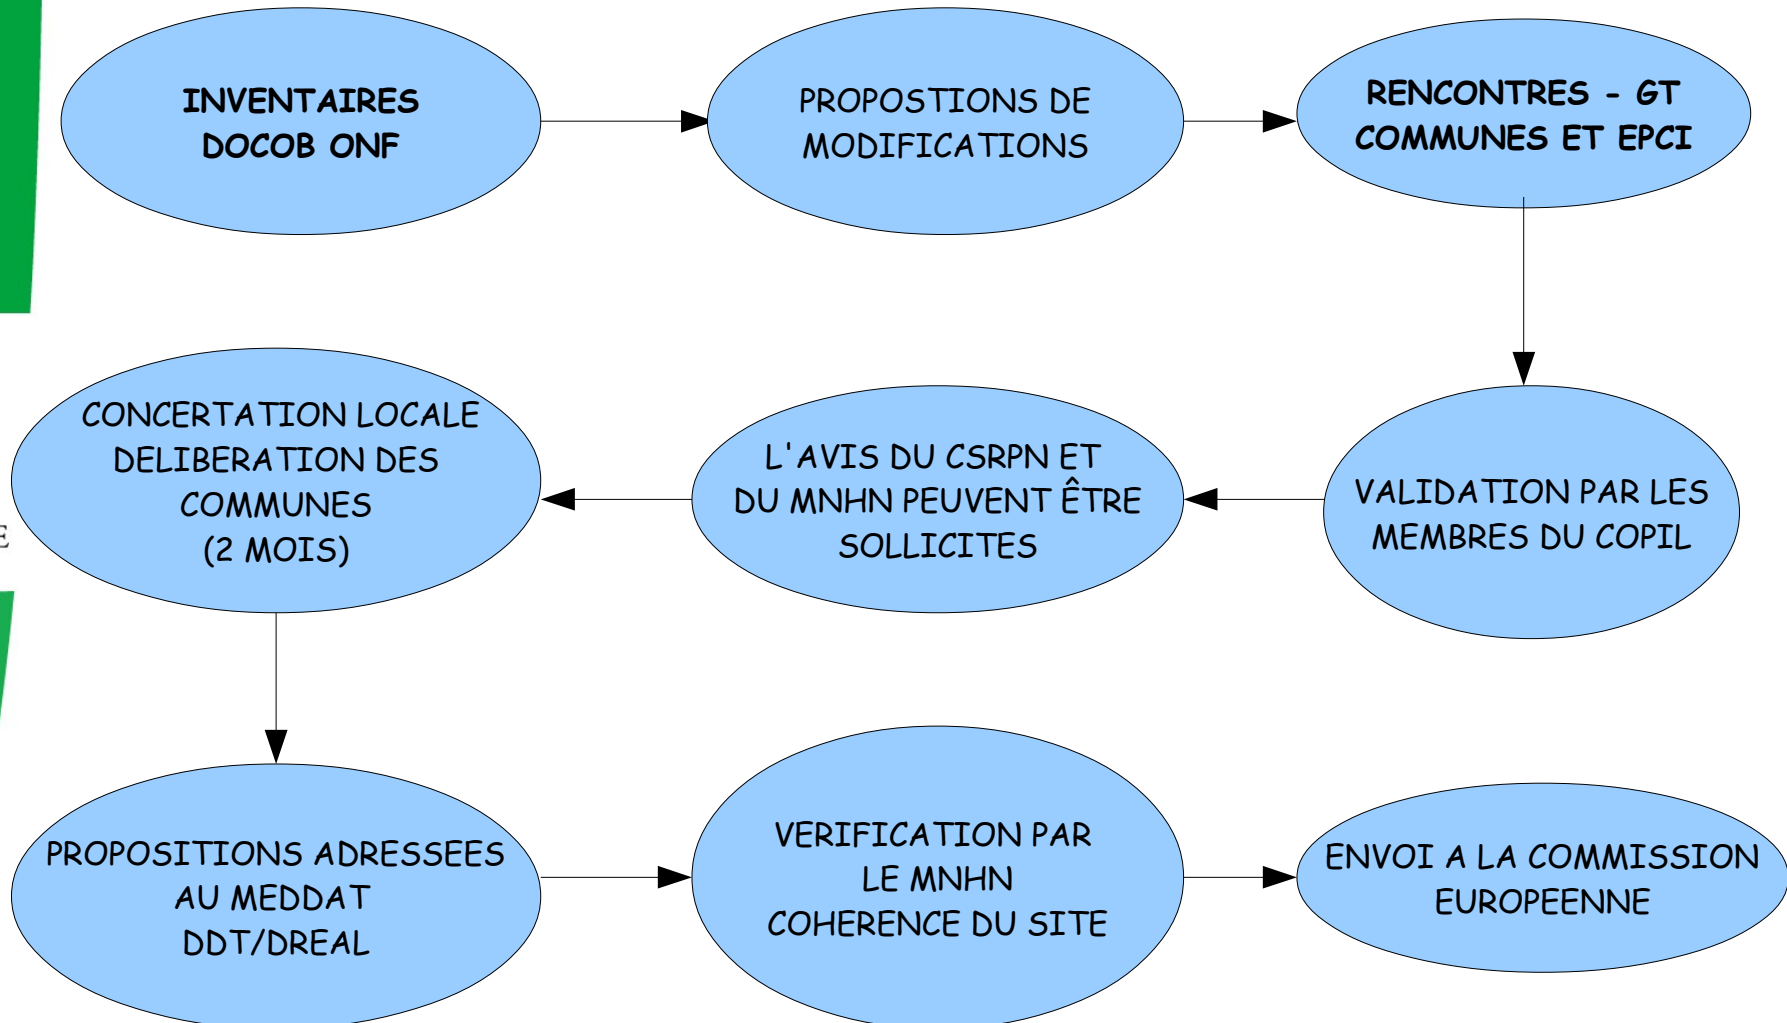 INVENTAIRES
DOCOB ONF
PROPOSTIONS DE
MODIFICATIONS
RENCONTRES - GT
COMMUNES ET EPCI
VALIDATION PAR LES
MEMBRES DU COPIL
L'AVIS DU CSRPN ET
DU MNHN PEUVENT ÊTRE
SOLLICITES
CONCERTATION LOCALE
DELIBERATION DES
COMMUNES
(2 MOIS)
E
PROPOSITIONS ADRESSEES
AU MEDDAT
DDT/DREAL
VERIFICATION PAR
LE MNHN
COHERENCE DU SITE
ENVOI A LA COMMISSION
EUROPEENNE